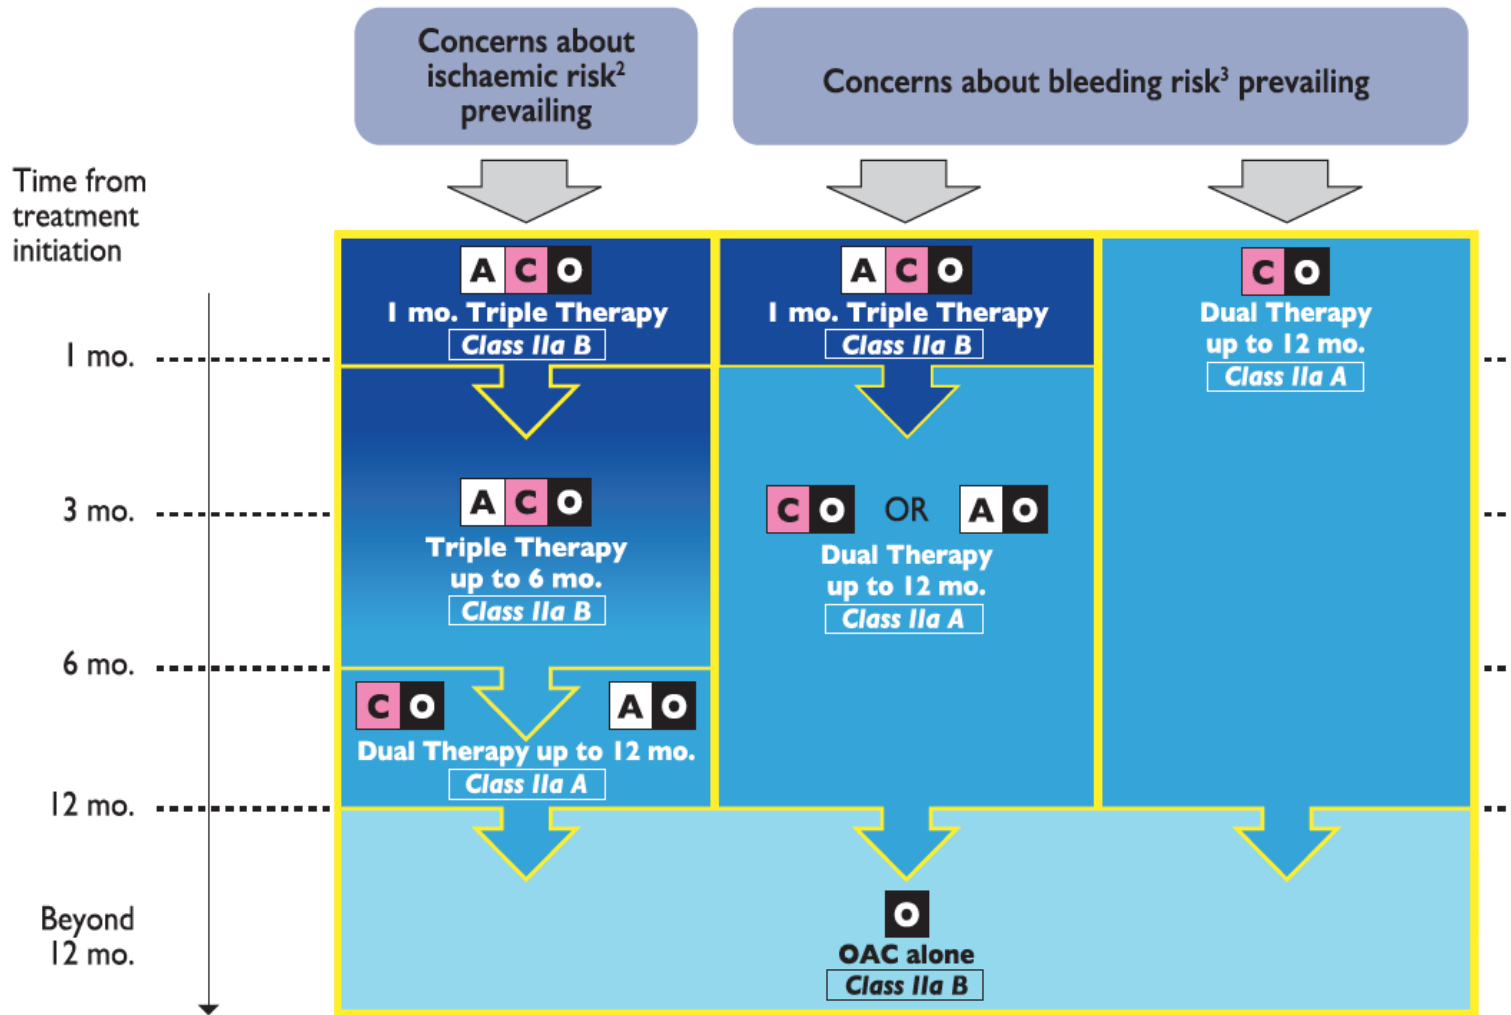 Concerns about
ischaemic risk2
prevailing
Concerns about bleeding risk3 prevailing
Time from
treatment
initiation
A C O
1 mo. Triple Therapy
Class IIa B
A C O
1 mo. Triple Therapy
Class IIa B
C O
Dual Therapy
up to 12 mo.
Class IIa A
1 mo.
3 mo.
A C O
Triple Therapy
up to 6 mo.
Class IIa B
C O OR A O
Dual Therapy
up to 12 mo.
Class IIa A
6 mo.
C O A O
Dual Therapy up to 12 mo.
Class IIa A
12 mo.
Beyond
12 mo.
O
OAC alone
Class IIa B